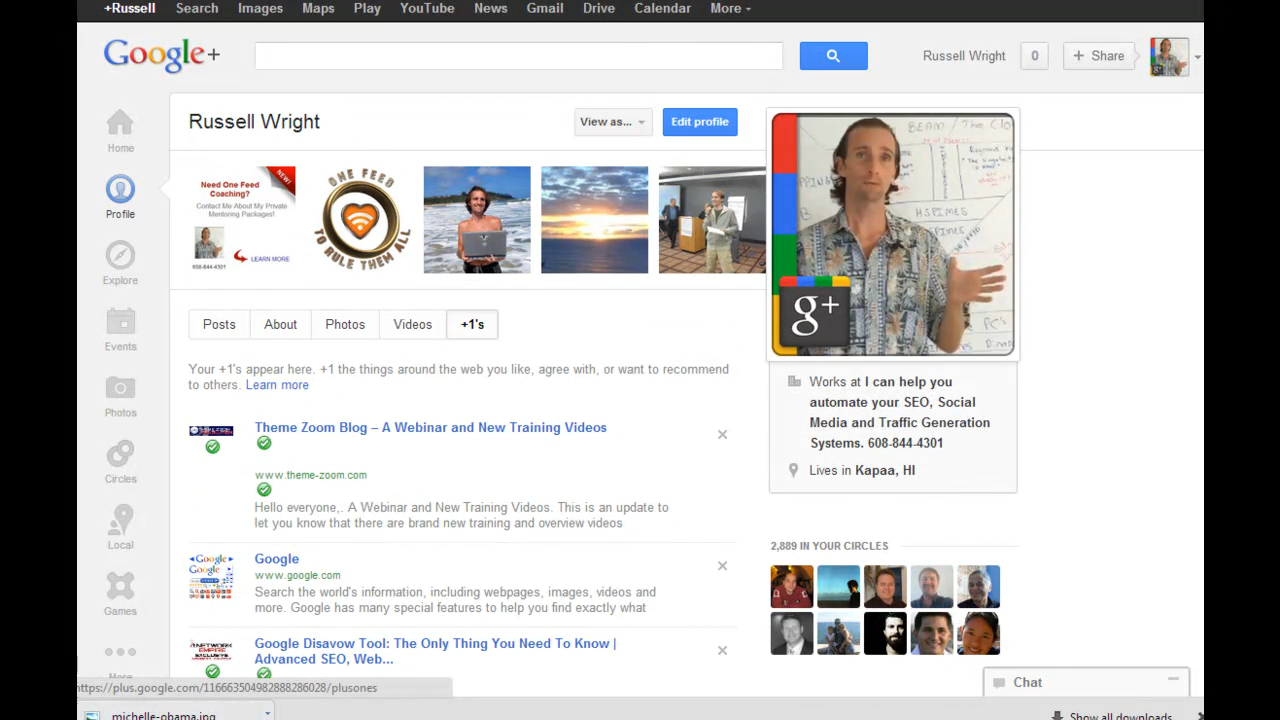 +Russell Search Images Maps Play YouTube News Gmail Drive Calendar More
Google+
Russell Wright 0 + Share
Home
Profile
Explore
Events
Photos
Circles
Local
Games
More
Russell Wright
View as...
Edit profile
Need One Feed
Coaching?
Contact Me About My Private
Mentoring Packages!
608-844-4301
LEARN MORE
NEW!
ONE FEED
TO RULE THEM ALL
BEAM
HSPIMES
PC's
g+
Posts About Photos Videos +1's
Your +1's appear here. +1 the things around the web you like, agree with, or want to recommend
to others. Learn more
Theme Zoom Blog – A Webinar and New Training Videos
www.theme-zoom.com
Hello everyone,. A Webinar and New Training Videos. This is an update to
let you know that there are brand new training and overview videos
Google
www.google.com
Search the world's information, including webpages, images, videos and
more. Google has many special features to help you find exactly what
Google Disavow Tool: The Only Thing You Need To Know |
Advanced SEO, Web...
Works at I can help you
automate your SEO, Social
Media and Traffic Generation
Systems. 608-844-4301
Lives in Kapaa, HI
2,889 IN YOUR CIRCLES
Chat
https://plus.google.com/116663504982888286028/plusones
michelle-obama.jpg
Show all downloads...